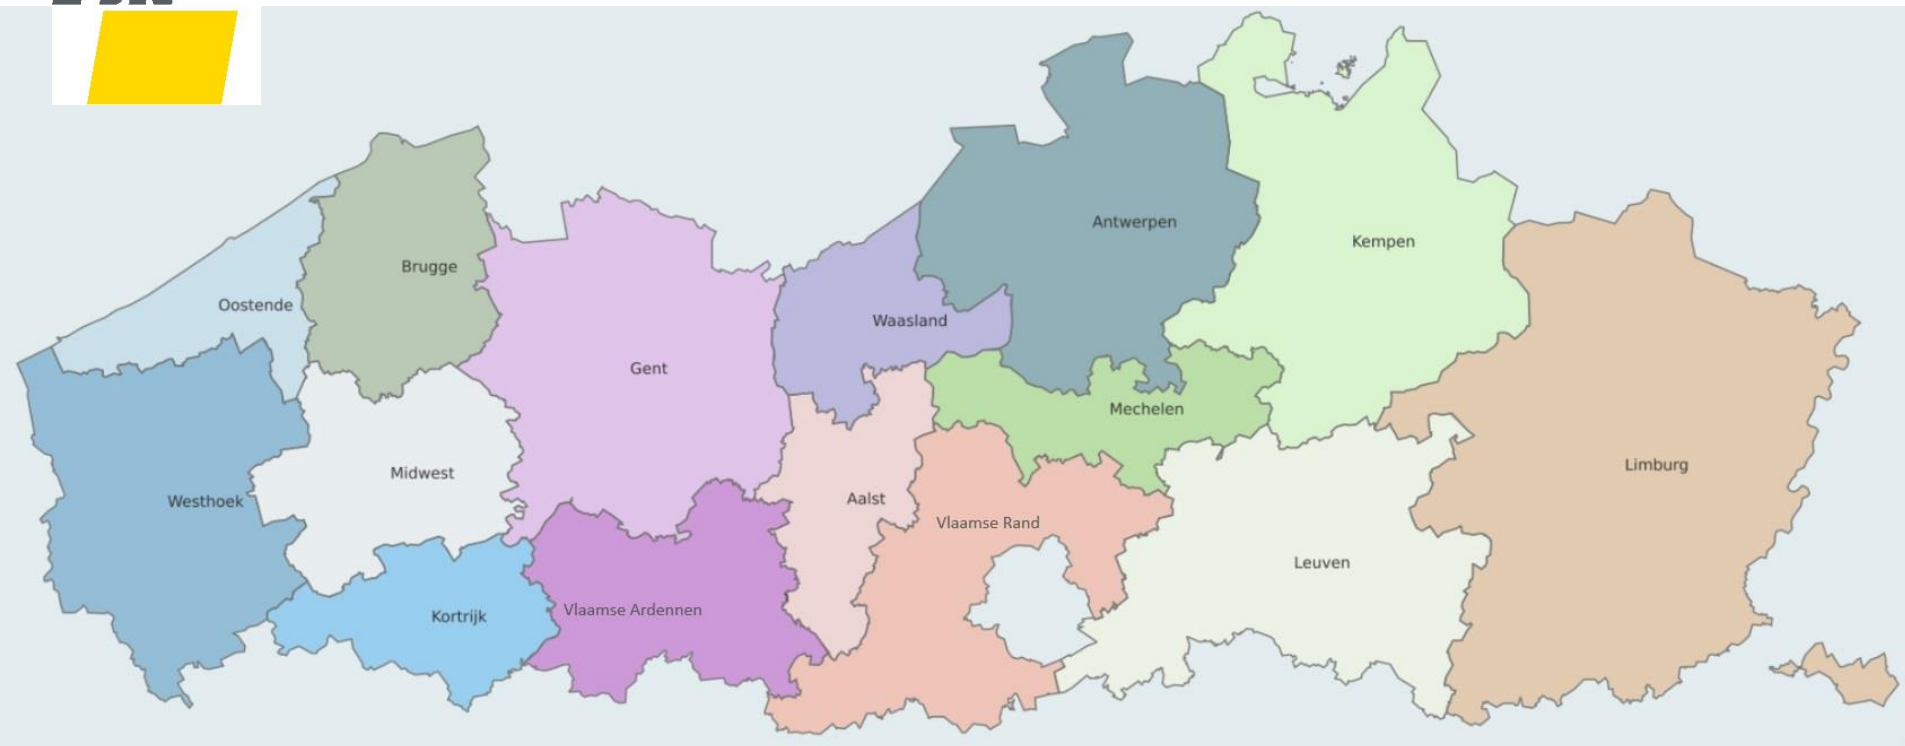 Antwerpen
Kempen
Brugge
Oostende
Waasland
Gent
Mechelen
Limburg
Midwest
Aalst
Westhoek
Vlaamse Rand
Leuven
Vlaamse Ardennen
Kortrijk